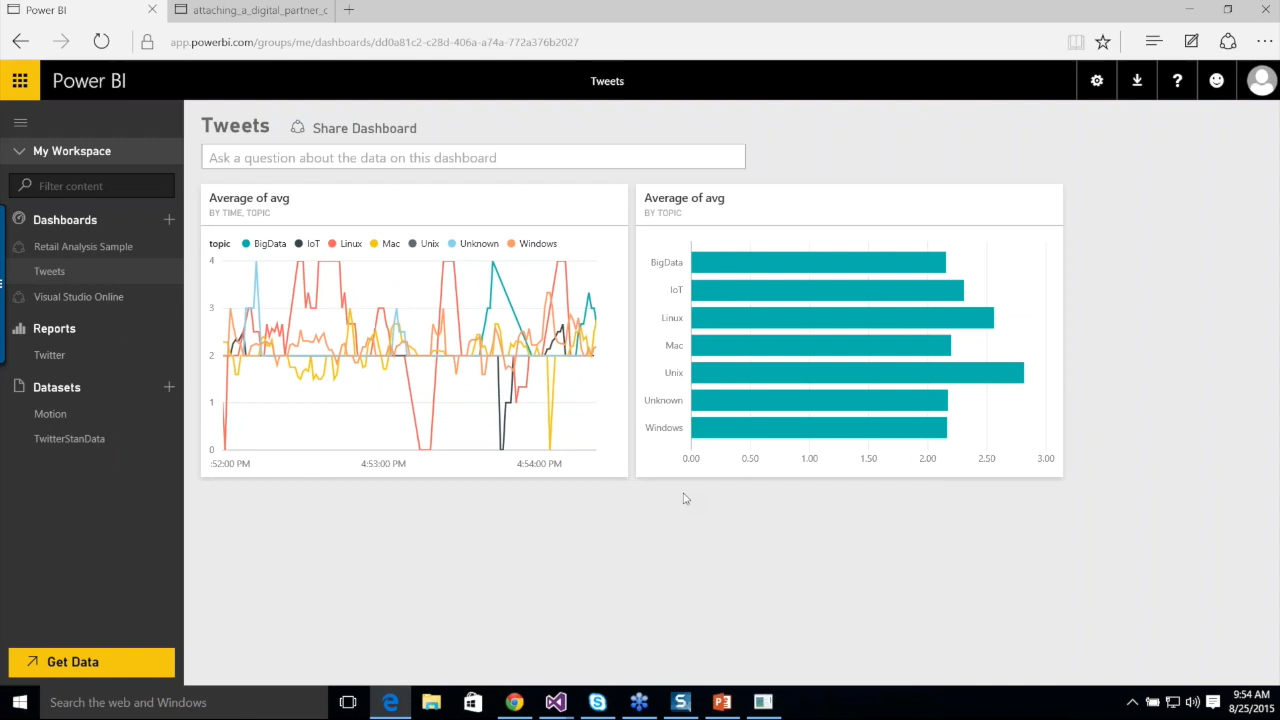 Power BI
attaching_a_digital_partner_c
app.powerbi.com/groups/me/dashboards/dd0a81c2-c28d-406a-a74a-772a376b2027
Power BI
Tweets
My Workspace
Filter content
Dashboards
Retail Analysis Sample
Tweets
Visual Studio Online
Reports
Twitter
Datasets
Motion
TwitterStanData
Get Data
Tweets
Share Dashboard
Ask a question about the data on this dashboard
Average of avg
BY TIME, TOPIC
topic BigData IoT Linux Mac Unix Unknown Windows
4
3
2
1
0
:52:00 PM 4:53:00 PM 4:54:00 PM
Average of avg
BY TOPIC
BigData
IoT
Linux
Mac
Unix
Unknown
Windows
0.00 0.50 1.00 1.50 2.00 2.50 3.00
Search the web and Windows
9:54 AM
8/25/2015